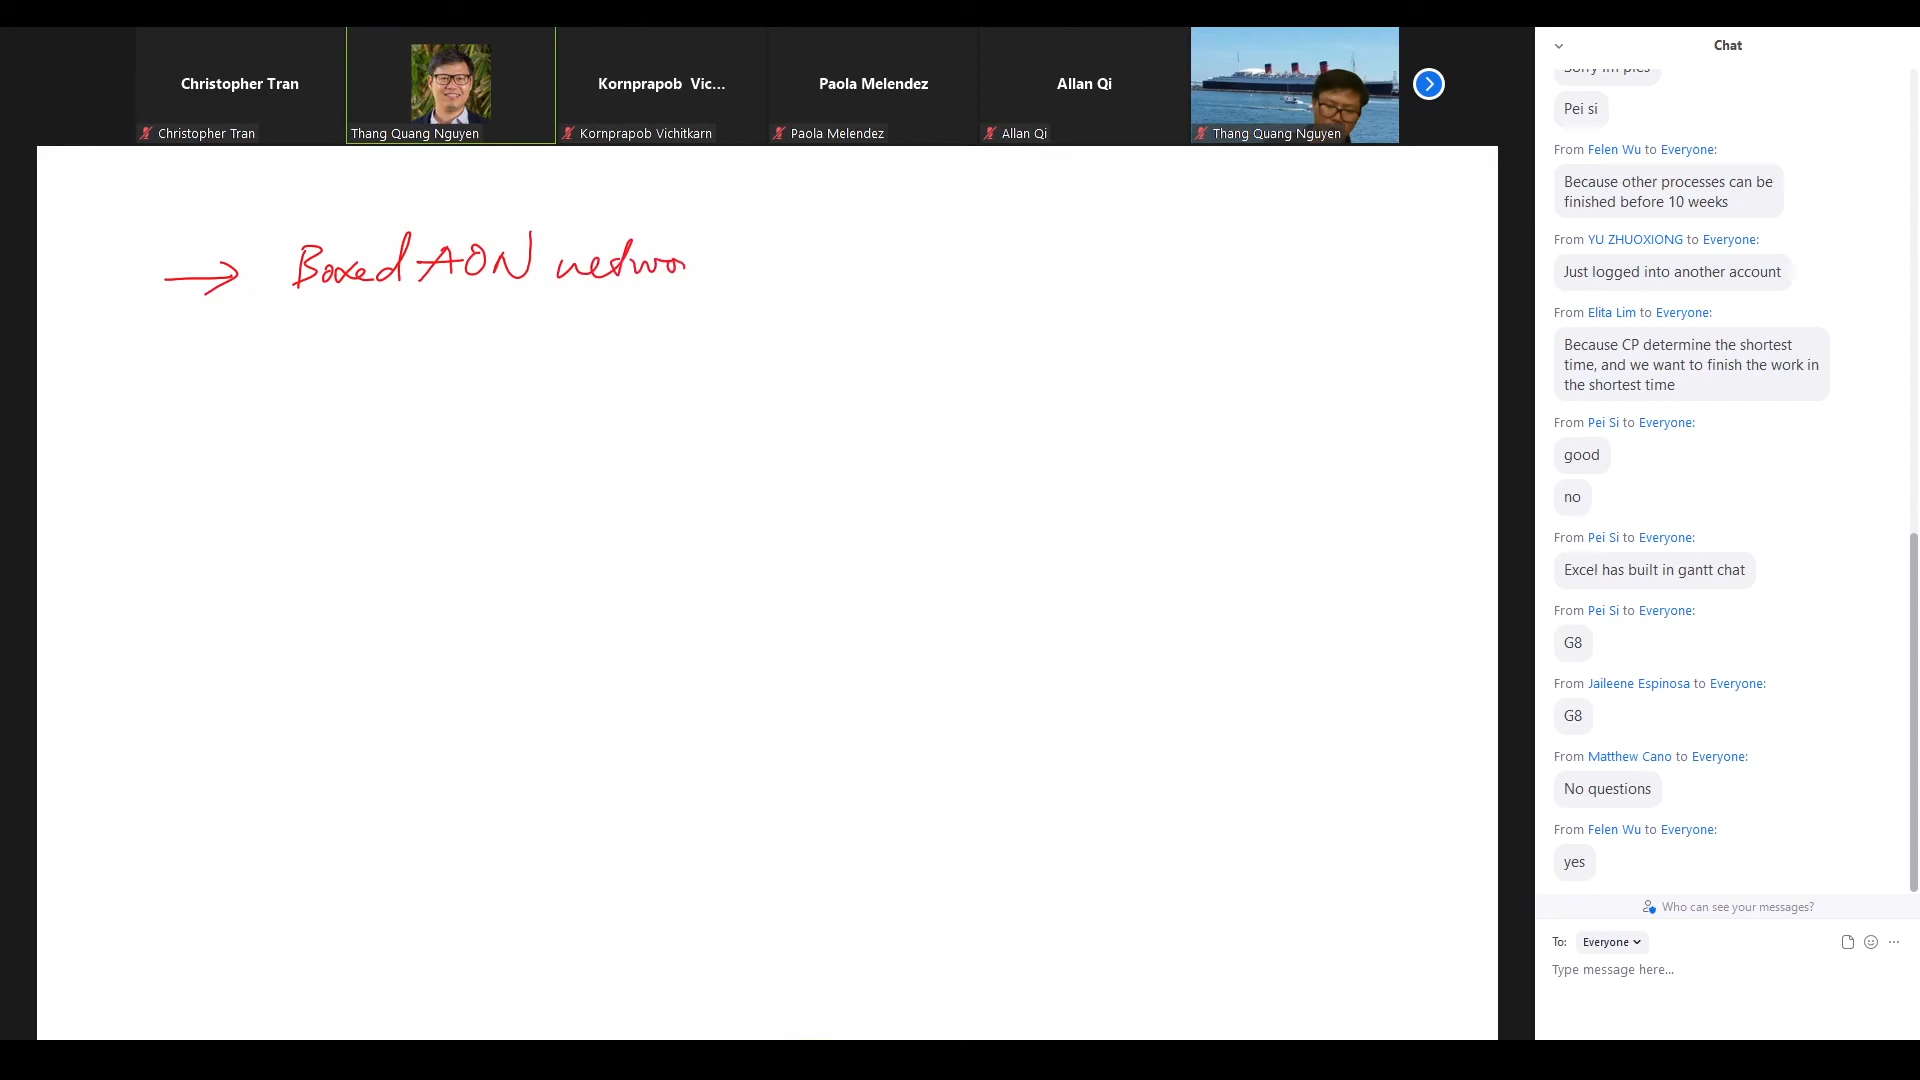 Christopher Tran
Kornprapob Vic...
Paola Melendez
Allan Qi
Christopher Tran
Thang Quang Nguyen
Kornprapob Vichitkarn
Paola Melendez
Allan Qi
Thang Quang Nguyen
→ Boxed AON netwo
Chat
Sorry im pies
Pei si
From Felen Wu to Everyone:
Because other processes can be
finished before 10 weeks
From YU ZHUOXIONG to Everyone:
Just logged into another account
From Elita Lim to Everyone:
Because CP determine the shortest
time, and we want to finish the work in
the shortest time
From Pei Si to Everyone:
good
no
From Pei Si to Everyone:
Excel has built in gantt chat
From Pei Si to Everyone:
G8
From Jaileene Espinosa to Everyone:
G8
From Matthew Cano to Everyone:
No questions
From Felen Wu to Everyone:
yes
Who can see your messages?
To: Everyone
Type message here...